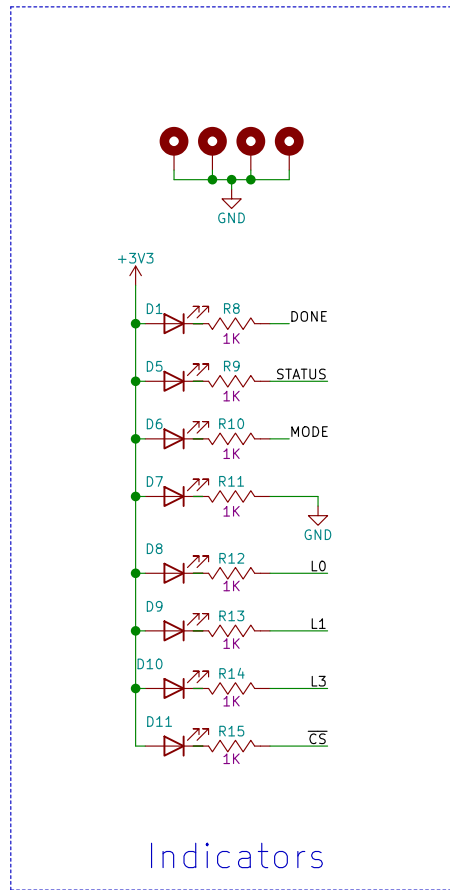 GND
+3V3
D1 R8 DONE
1K
D5 R9 STATUS
1K
D6 R10 MODE
1K
D7 R11
1K
GND
D8 R12 L0
1K
D9 R13 L1
1K
D10 R14 L3
1K
D11 R15 C̅S̅
1K
Indicators